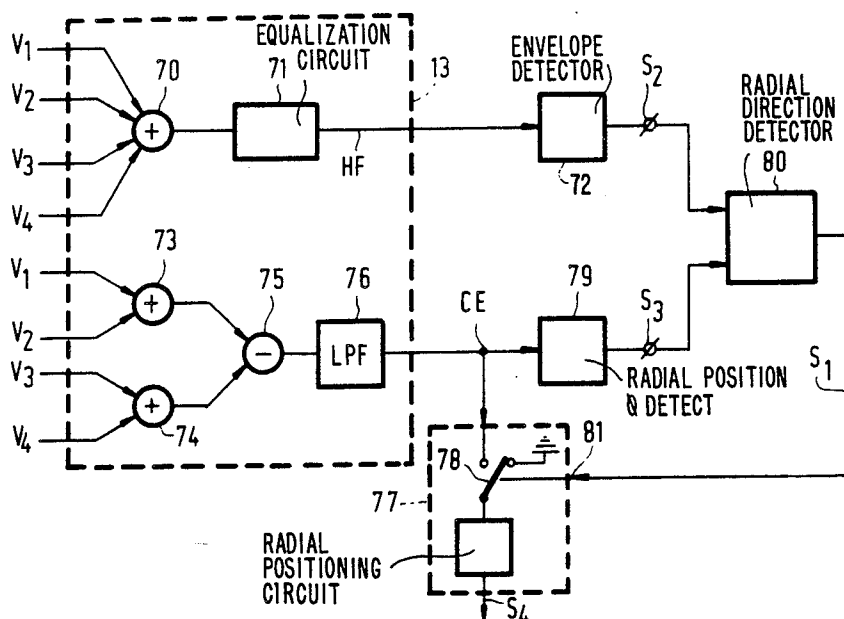 EQUALIZATION
CIRCUIT
V1
70
71
13
V2
+
V3
HF
V4
ENVELOPE
DETECTOR
72
S2
RADIAL
DIRECTION
DETECTOR
80
V1
73
75
76
V2
+
−
LPF
V3
V4
+
74
CE
79
S3
RADIAL POSITION
Φ DETECT
S1
78
81
77
RADIAL
POSITIONING
CIRCUIT
S4